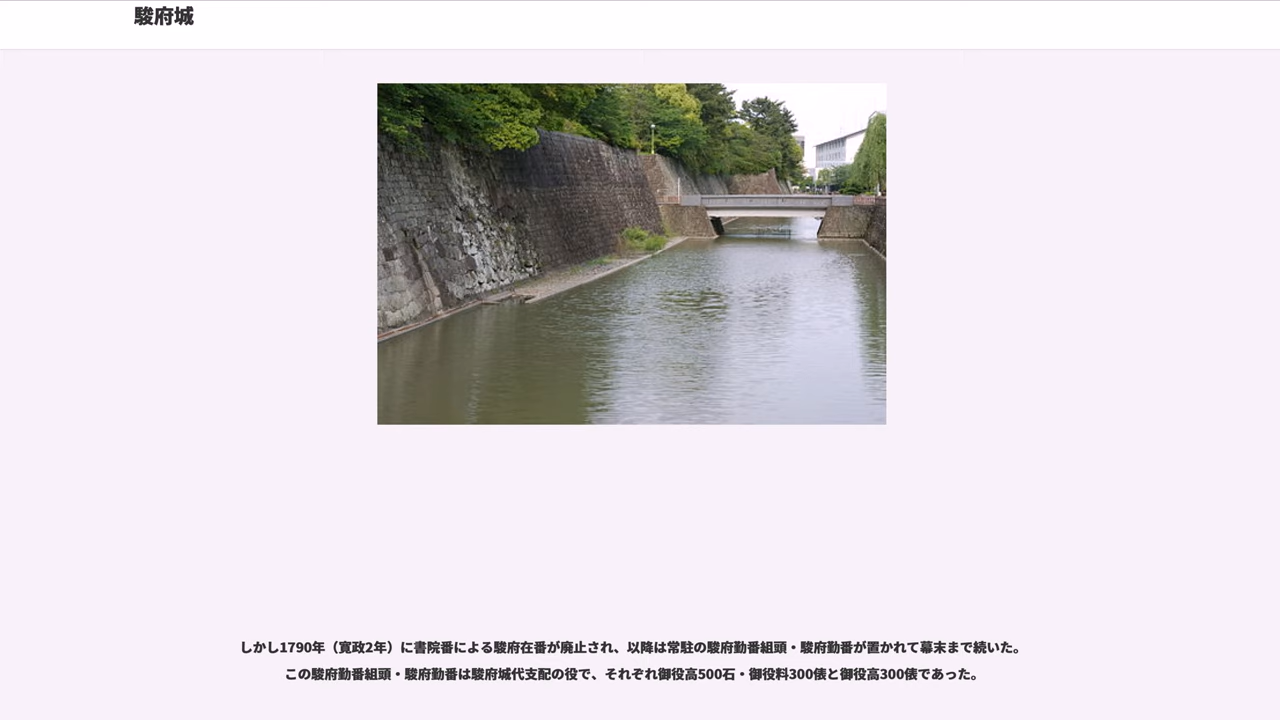 駿府城
しかし1790年（寛政2年）に書院番による駿府在番が廃止され、以降は常駐の駿府勤番組頭・駿府勤番が置かれて幕末まで続いた。
この駿府勤番組頭・駿府勤番は駿府城代支配の役で、それぞれ御役高500石・御役料300俵と御役高300俵であった。